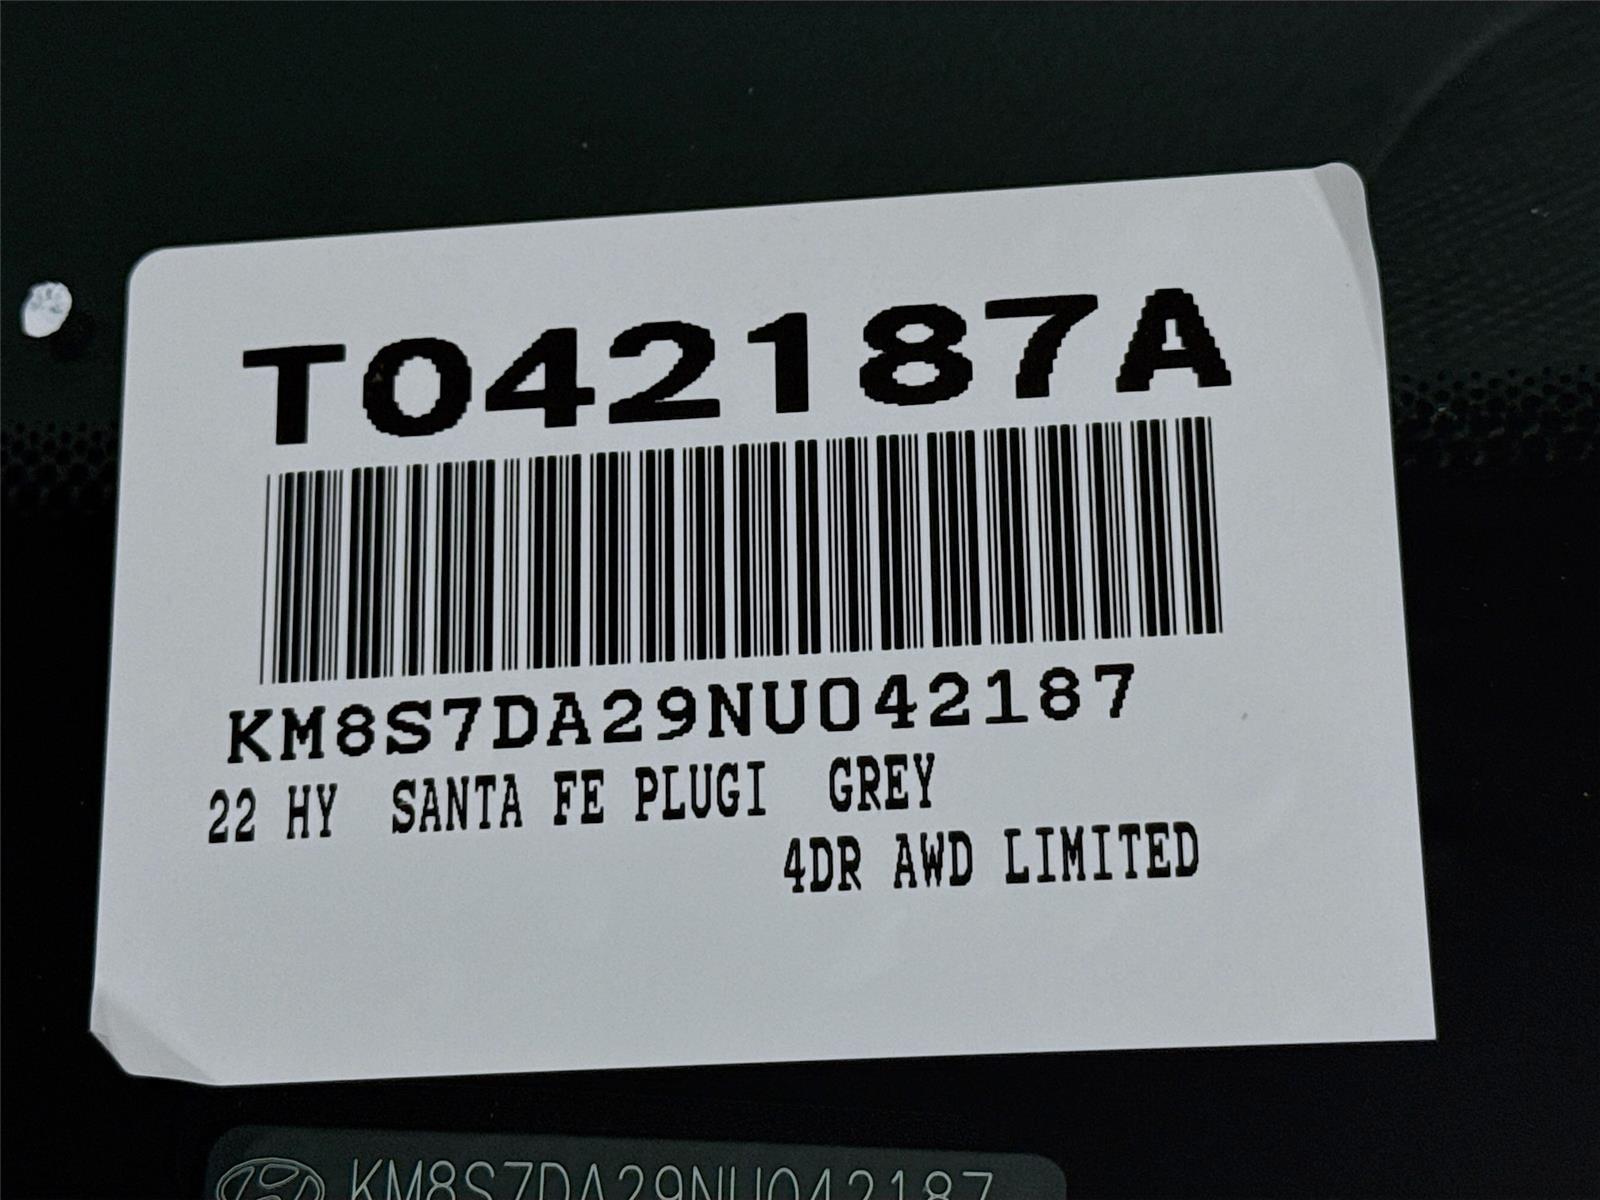 T042187A
KM8S7DA29NU042187
22 HY SANTA FE PLUGI GREY
4DR AWD LIMITED
KM8S7DA29NU042187